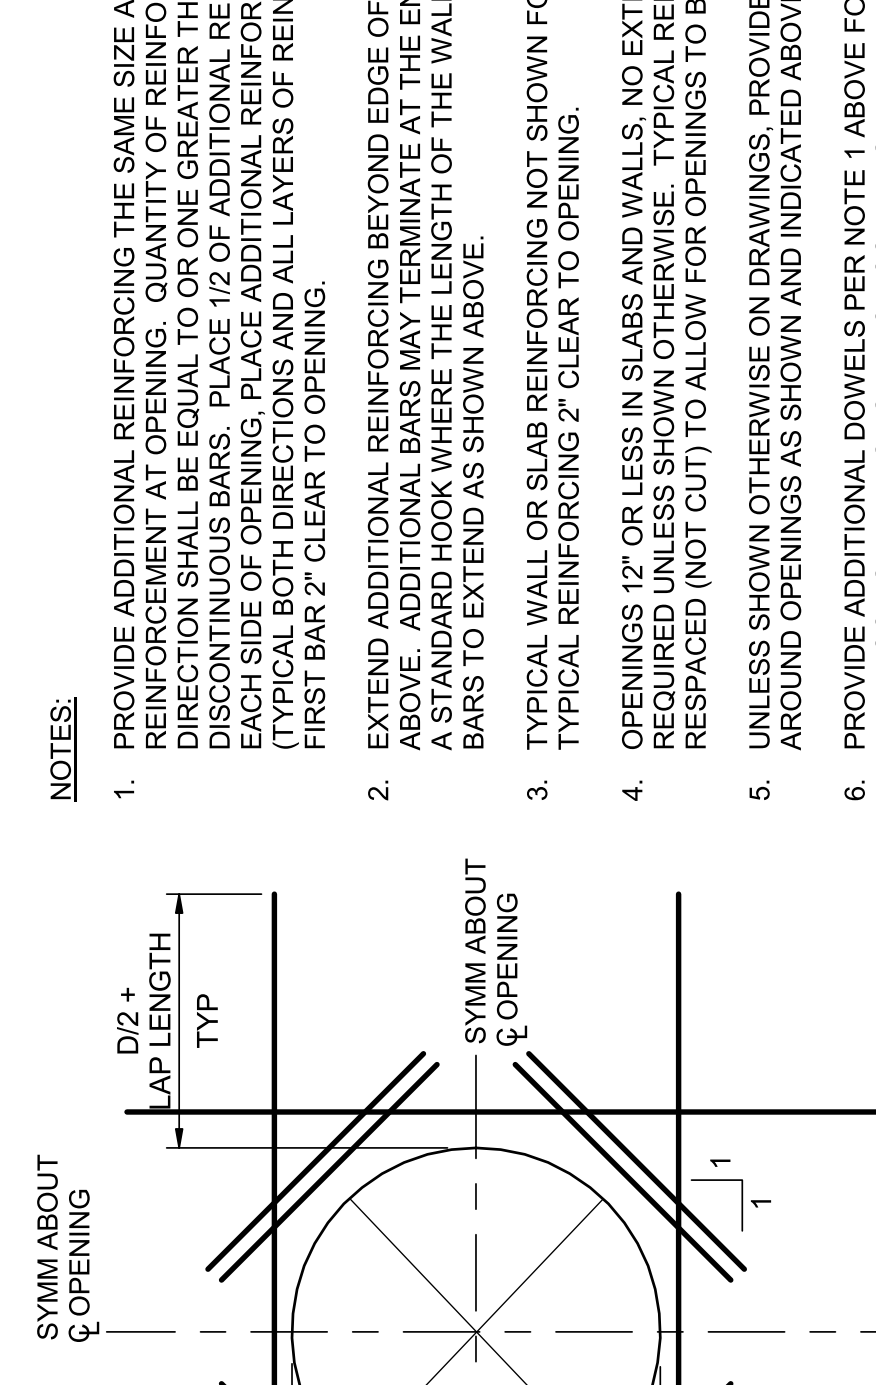 NOTES:
1. PROVIDE ADDITIONAL REINFORCING THE SAME SIZE A
REINFORCEMENT AT OPENING. QUANTITY OF REINFO
DIRECTION SHALL BE EQUAL TO OR ONE GREATER TH
DISCONTINUOUS BARS. PLACE 1/2 OF ADDITIONAL RE
EACH SIDE OF OPENING, PLACE ADDITIONAL REINFOR
(TYPICAL BOTH DIRECTIONS AND ALL LAYERS OF REIN
FIRST BAR 2" CLEAR TO OPENING.
2. EXTEND ADDITIONAL REINFORCING BEYOND EDGE OF
ABOVE. ADDITIONAL BARS MAY TERMINATE AT THE EN
A STANDARD HOOK WHERE THE LENGTH OF THE WAL
BARS TO EXTEND AS SHOWN ABOVE.
3. TYPICAL WALL OR SLAB REINFORCING NOT SHOWN FO
TYPICAL REINFORCING 2" CLEAR TO OPENING.
4. OPENINGS 12" OR LESS IN SLABS AND WALLS, NO EXT
REQUIRED UNLESS SHOWN OTHERWISE. TYPICAL REI
RESPACED (NOT CUT) TO ALLOW FOR OPENINGS TO B
5. UNLESS SHOWN OTHERWISE ON DRAWINGS, PROVIDE
AROUND OPENINGS AS SHOWN AND INDICATED ABOV
6. PROVIDE ADDITIONAL DOWELS PER NOTE 1 ABOVE FO
D/2 +
LAP LENGTH
TYP
SYMM ABOUT
℄ OPENING
SYMM ABOUT
℄ OPENING
1
1